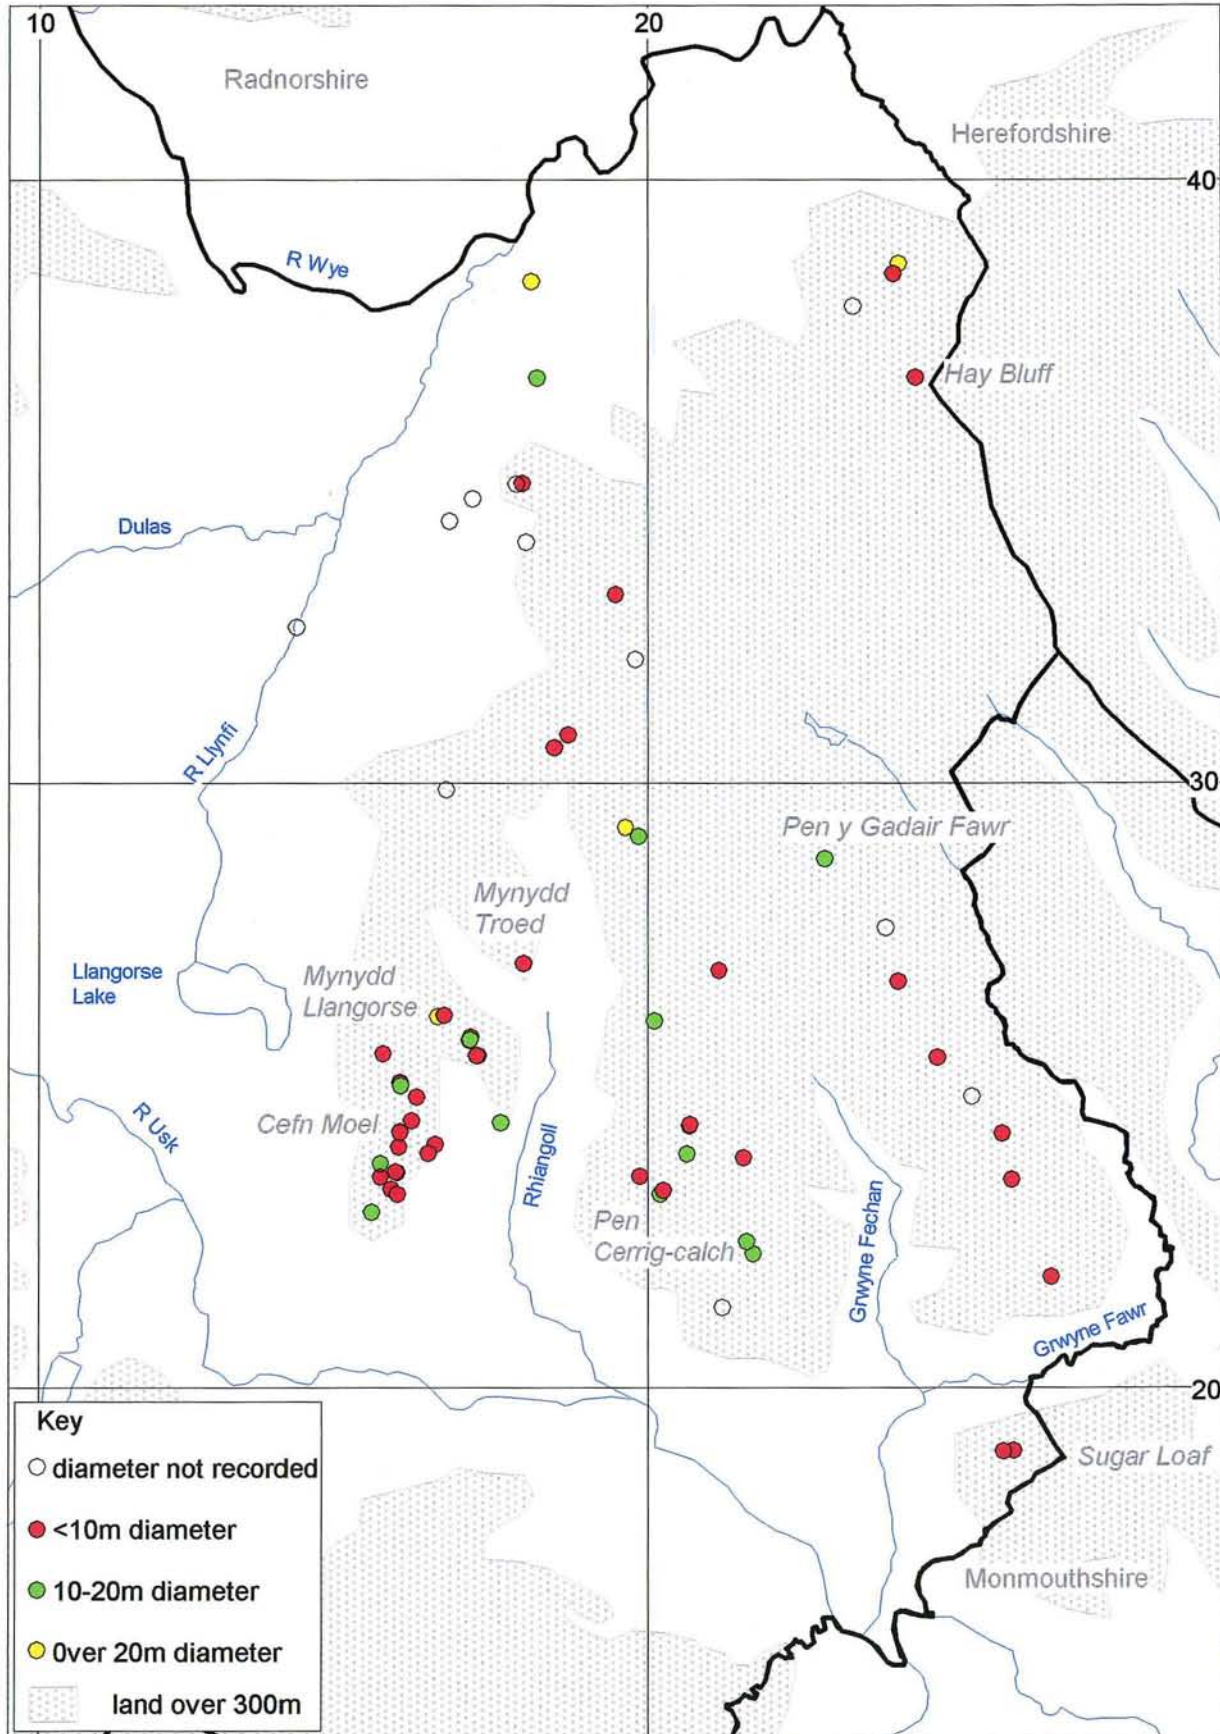 10
20
Radnorshire
Herefordshire
40
R Wye
Hay Bluff
Dulas
R Llynfi
30
Pen y Gadair Fawr
Mynydd
Troed
Llangorse
Lake
Mynydd
Llangorse
R Usk
Cefn Moel
Rhiangoll
Grwyne Fechan
Pen
Cerrig-calch
Grwyne Fawr
20
Key
diameter not recorded
<10m diameter
10-20m diameter
0ver 20m diameter
land over 300m
Sugar Loaf
Monmouthshire